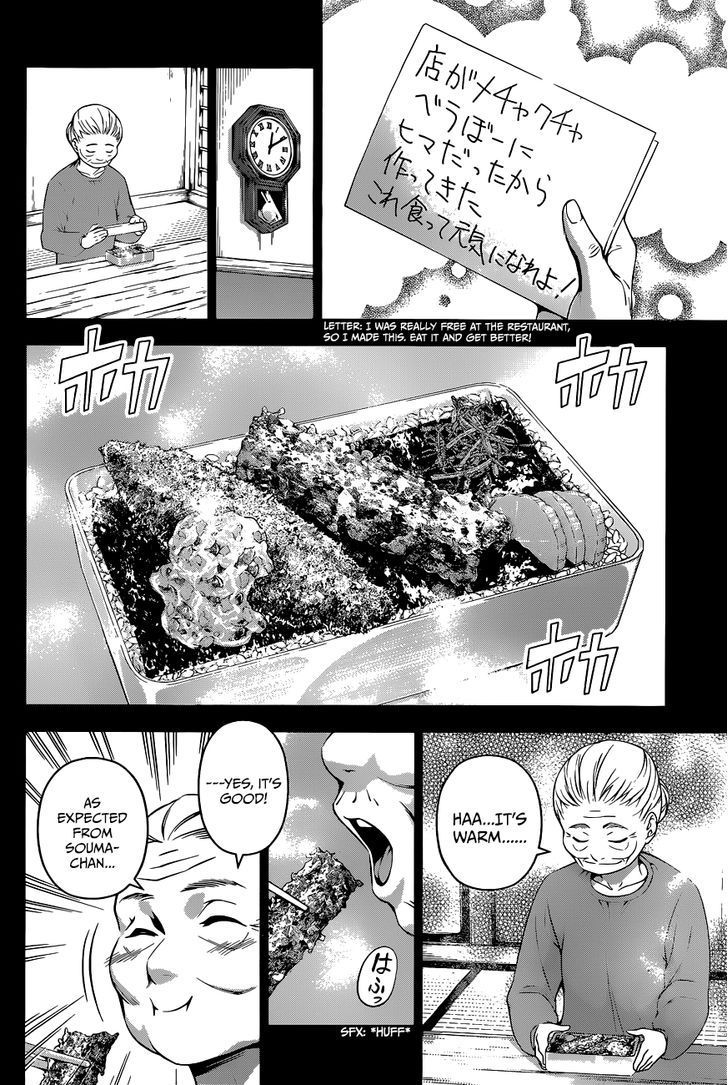 店がメチャクチャ
べらぼーに
ヒマだったから
作ってきた
これ食って元気になれよ!
LETTER: I WAS REALLY FREE AT THE RESTAURANT,
SO I MADE THIS. EAT IT AND GET BETTER!
ホカ
ホカ
ホカ
HAA...IT'S
WARM......
はふっ
SFX: *HUFF*
---YES, IT'S
GOOD!
AS
EXPECTED
FROM
SOUMA-
CHAN...